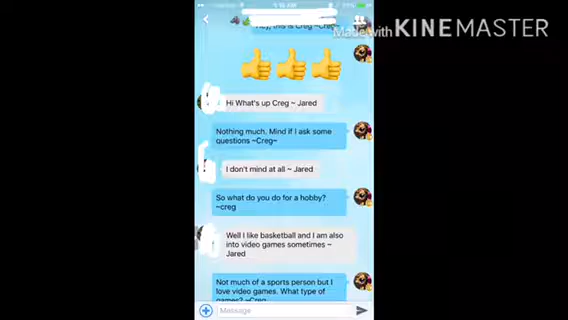 Made with KINEMASTER
Hey, this is Creg ~Creg~
Hi What's up Creg ~ Jared
Nothing much. Mind if I ask some
questions ~Creg~
I don't mind at all ~ Jared
So what do you do for a hobby?
~creg
Well I like basketball and I am also
into video games sometimes ~
Jared
Not much of a sports person but I
love video games. What type of
games? ~Creg
Message